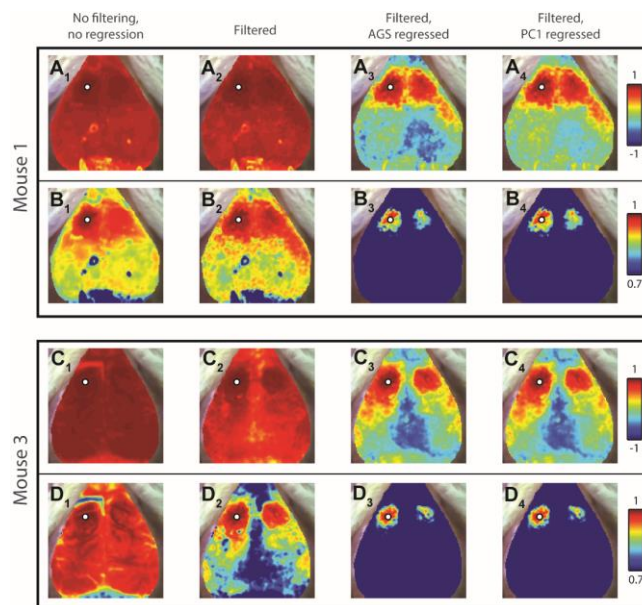 No filtering,
no regression
Filtered
Filtered,
AGS regressed
Filtered,
PC1 regressed
Mouse 1
A1
A2
A3
A4
1
-1
B1
B2
B3
B4
1
0.7
Mouse 3
C1
C2
C3
C4
1
-1
D1
D2
D3
D4
1
0.7